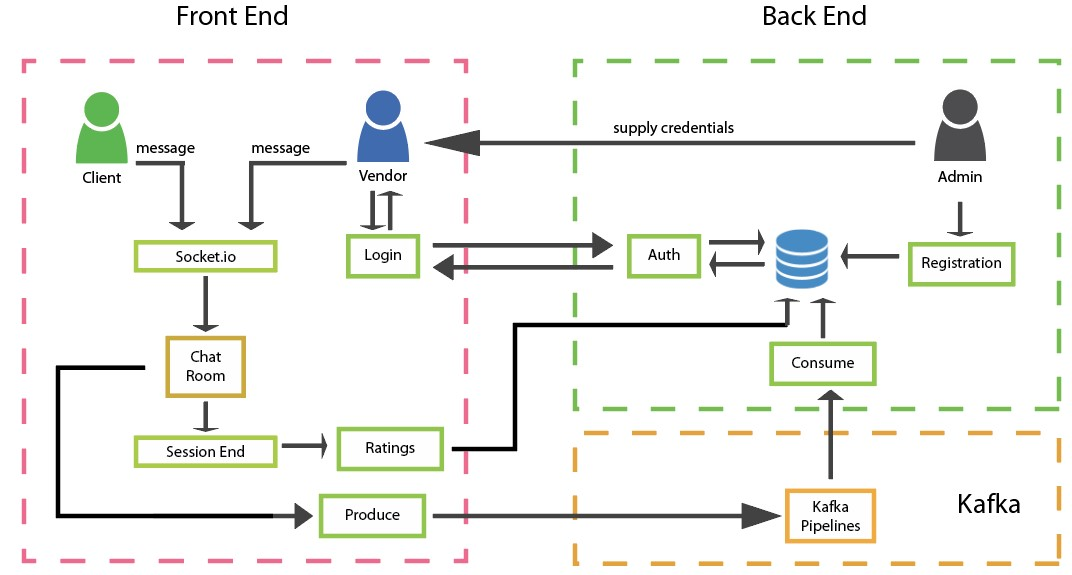 Front End
Back End
supply credentials
message
message
Client
Vendor
Admin
Socket.io
Login
Auth
Registration
Chat
Room
Consume
Session End
Ratings
Produce
Kafka
Pipelines
Kafka